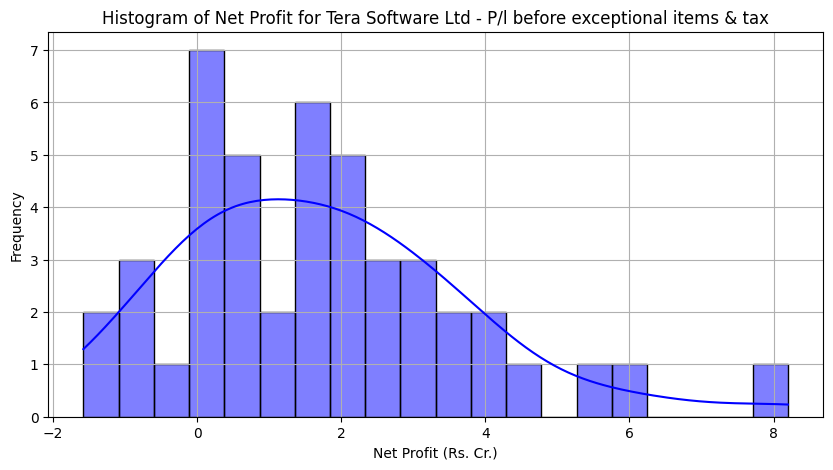 Histogram of Net Profit for Tera Software Ltd - P/l before exceptional items & tax
7
6
5
4
3
2
1
0
Frequency
−2 0 2 4 6 8
Net Profit (Rs. Cr.)